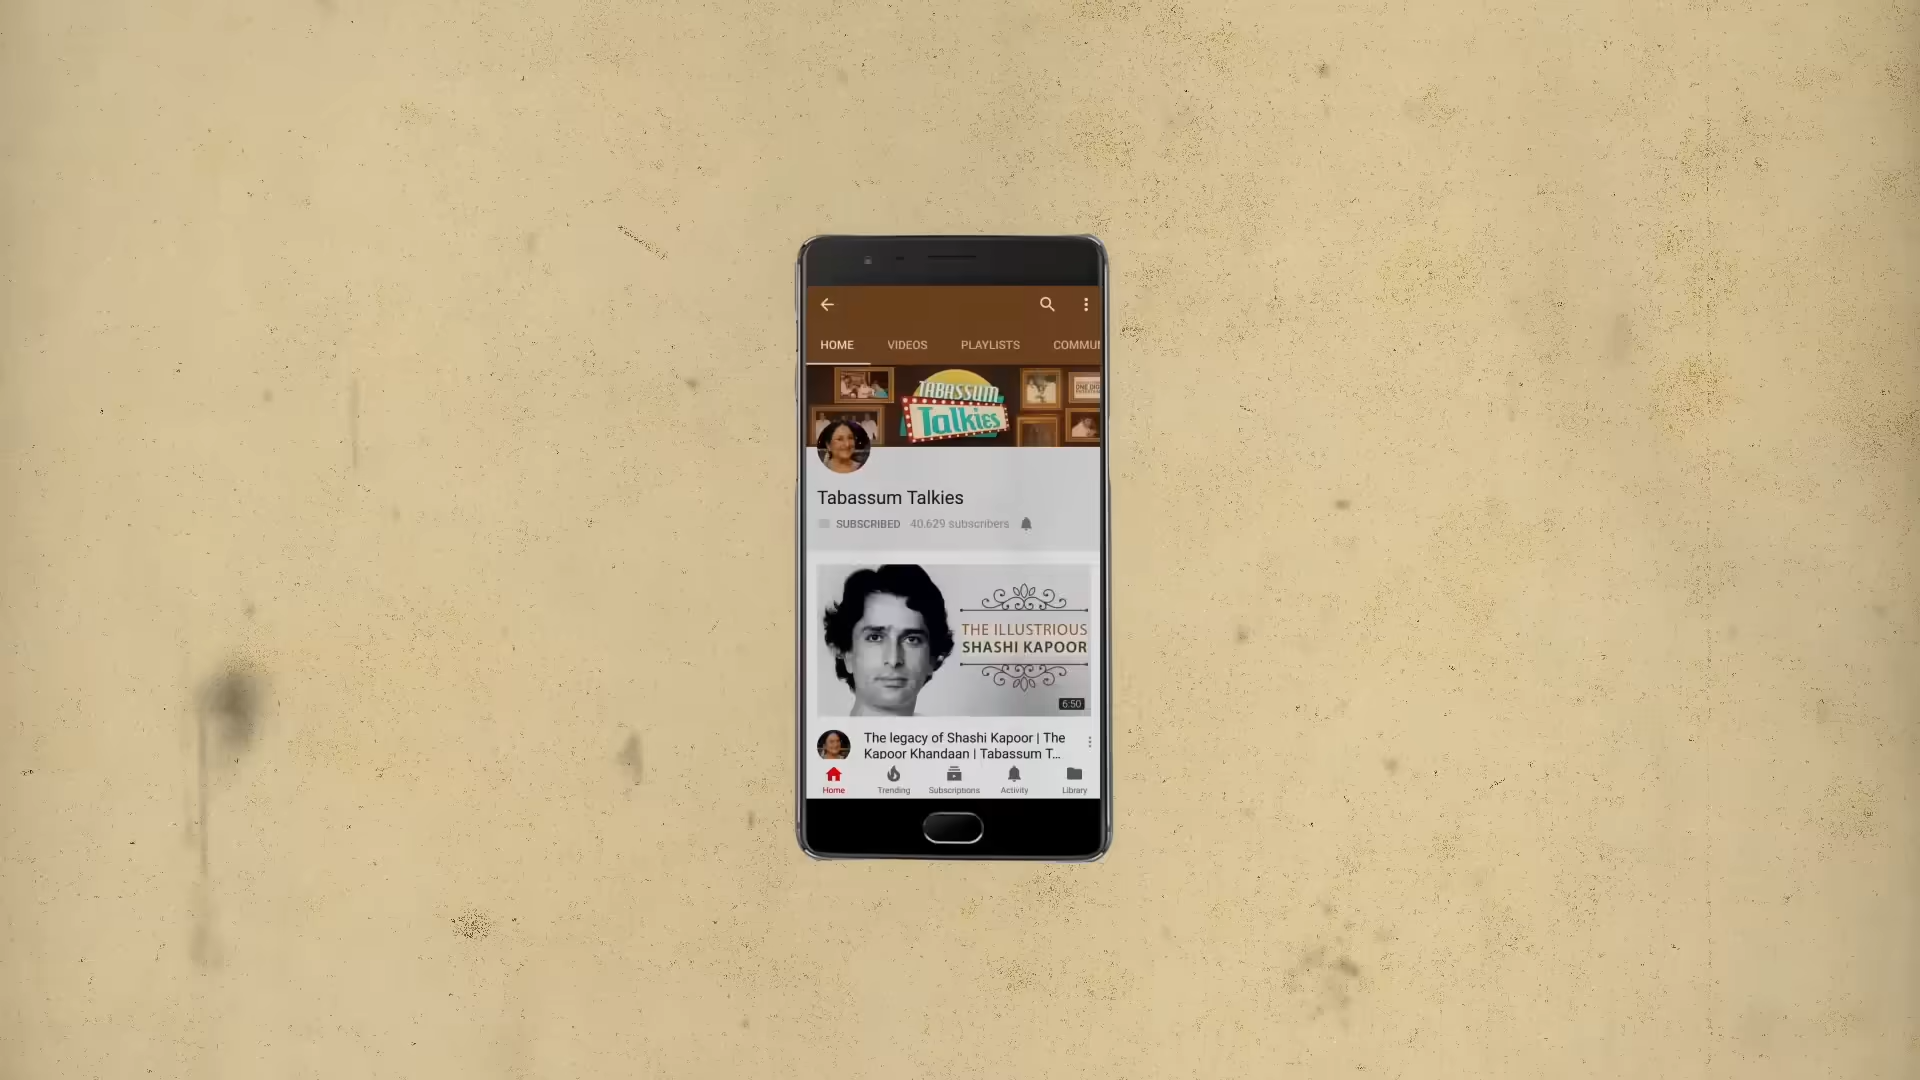 HOME VIDEOS PLAYLISTS COMMUN
TABASSUM
Talkies
Tabassum Talkies
SUBSCRIBED 40,629 subscribers
THE ILLUSTRIOUS
SHASHI KAPOOR
6:50
The legacy of Shashi Kapoor | The
Kapoor Khandaan | Tabassum T...
Home Trending Subscriptions Activity Library